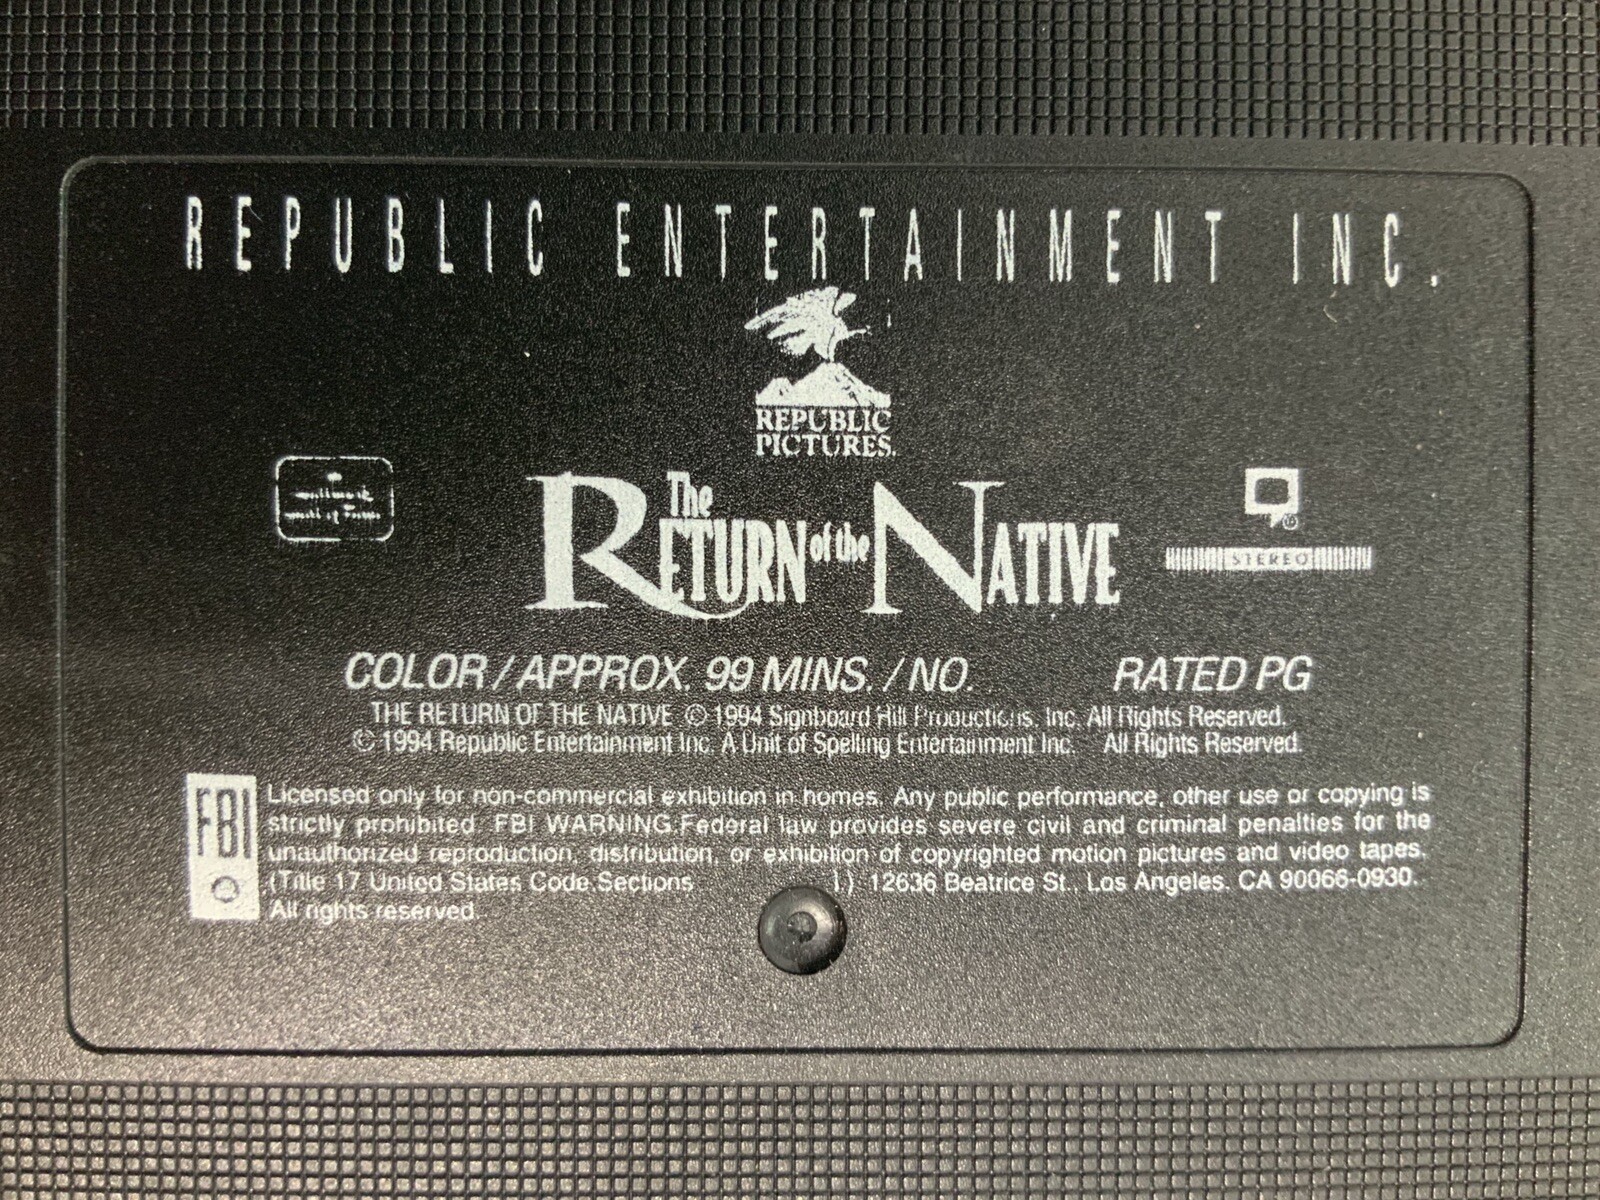 REPUBLIC ENTERTAINMENT INC.
REPUBLIC
PICTURES.
The
RETURN of the NATIVE
STEREO
COLOR / APPROX. 99 MINS. / NO. RATED PG
THE RETURN OF THE NATIVE © 1994 Signboard Hill Productions, Inc. All Rights Reserved.
© 1994 Republic Entertainment Inc. A Unit of Spelling Entertainment Inc. All Rights Reserved.
FBI
Licensed only for non-commercial exhibition in homes. Any public performance, other use or copying is
strictly prohibited. FBI WARNING: Federal law provides severe civil and criminal penalties for the
unauthorized reproduction, distribution, or exhibition of copyrighted motion pictures and video tapes.
(Title 17 United States Code, Sections 12636 Beatrice St., Los Angeles, CA 90066-0930.
All rights reserved.